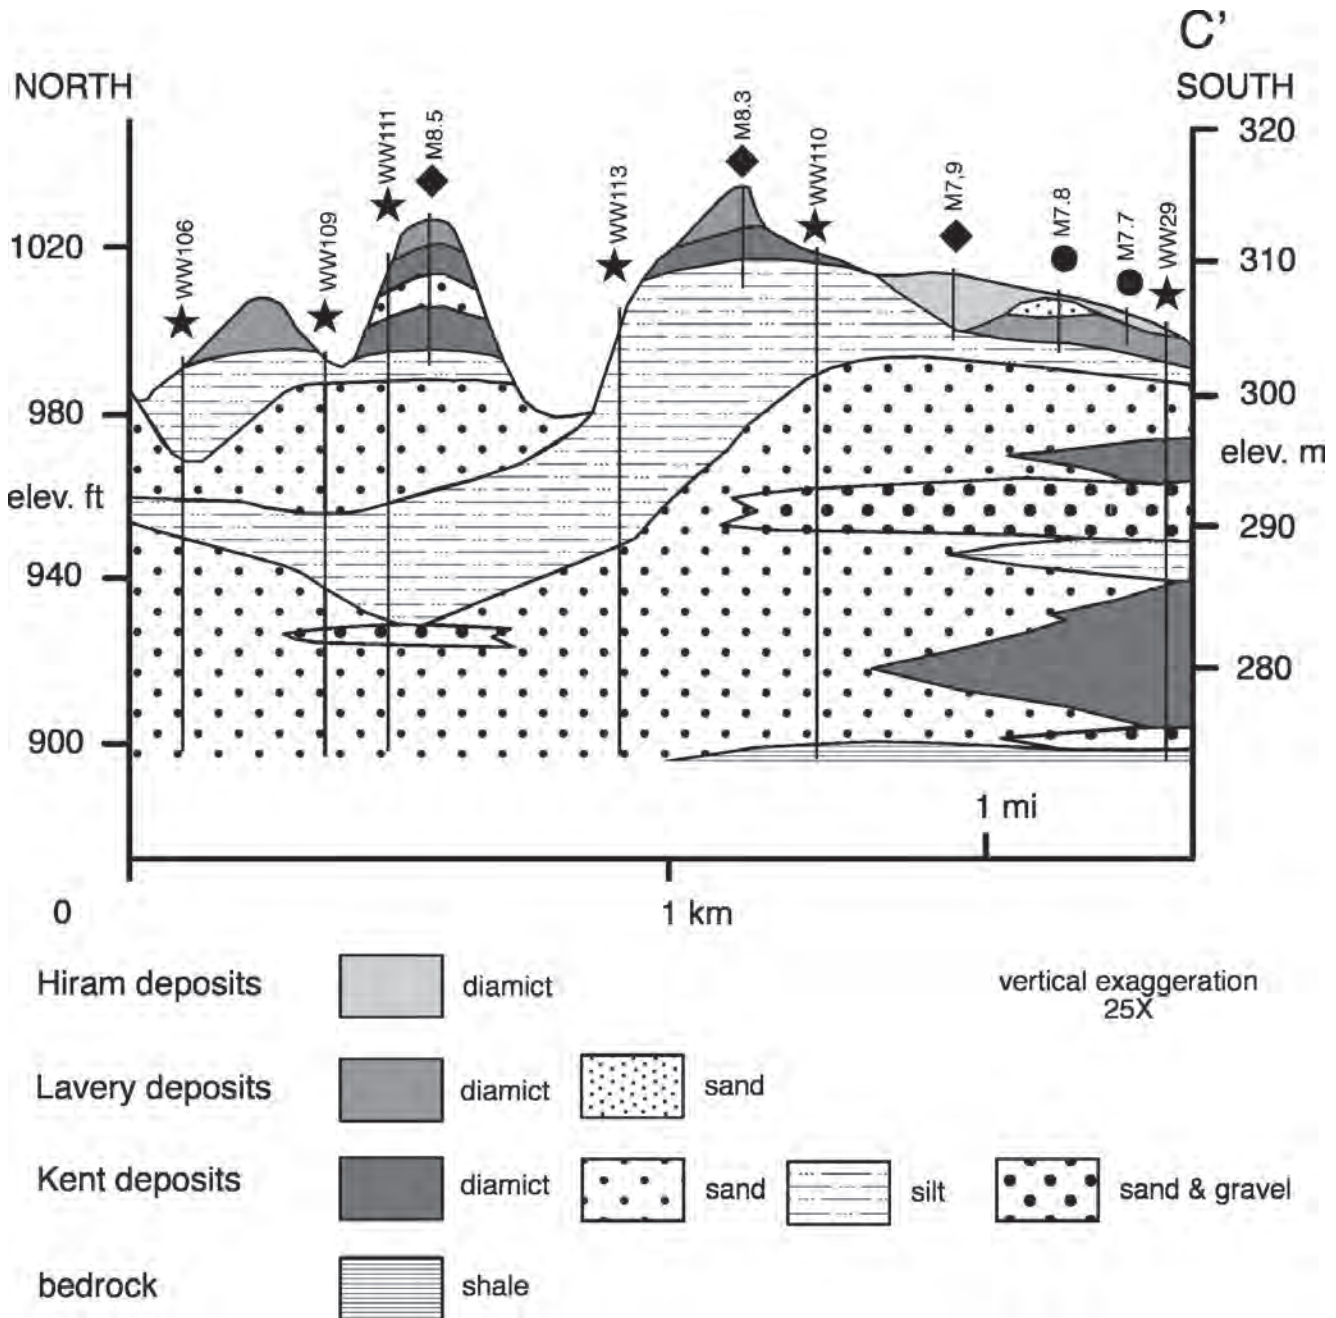 C’
NORTH
SOUTH
WW106
WW109
WW111
M8.5
WW113
M8.3
WW110
M7,9
M7.8
M7.7
WW29
320
1020
310
980
300
elev. ft
elev. m
290
940
280
900
1 mi
0
1 km
Hiram deposits
diamict
vertical exaggeration
25X
Lavery deposits
diamict
sand
Kent deposits
diamict
sand
silt
sand & gravel
bedrock
shale